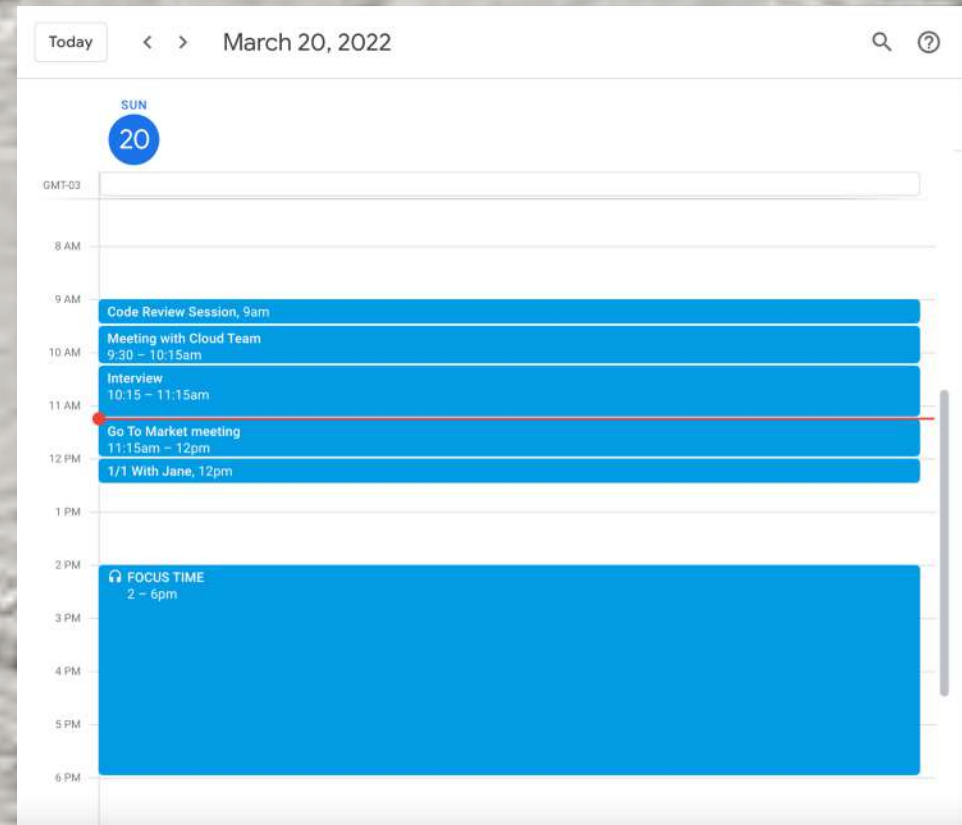 Today
March 20, 2022
SUN
20
GMT-03
8 AM
9 AM
Code Review Session, 9am
Meeting with Cloud Team
9:30 – 10:15am
10 AM
Interview
10:15 – 11:15am
11 AM
Go To Market meeting
11:15am – 12pm
12 PM
1/1 With Jane, 12pm
1 PM
2 PM
FOCUS TIME
2 – 6pm
3 PM
4 PM
5 PM
6 PM